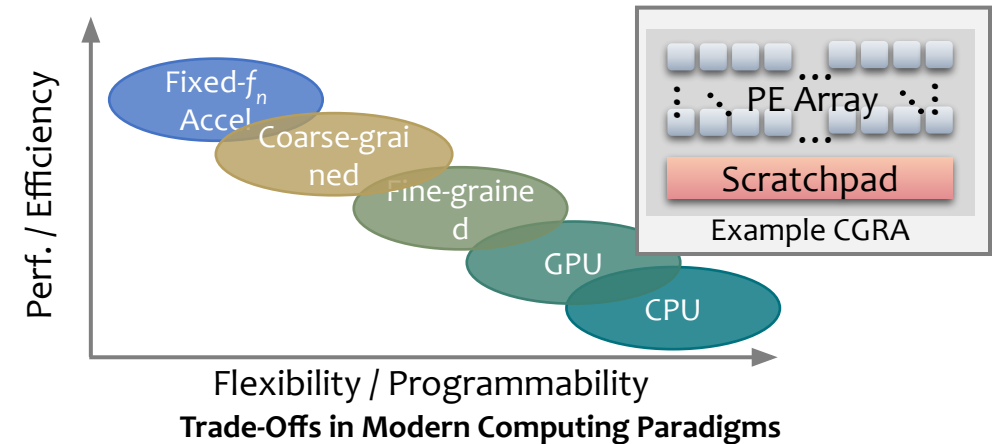 Perf. / Efficiency
Fixed-fn
Accel
Coarse-grai
ned
Fine-graine
d
GPU
CPU
...
PE Array
...
Scratchpad
Example CGRA
Flexibility / Programmability
Trade-Offs in Modern Computing Paradigms